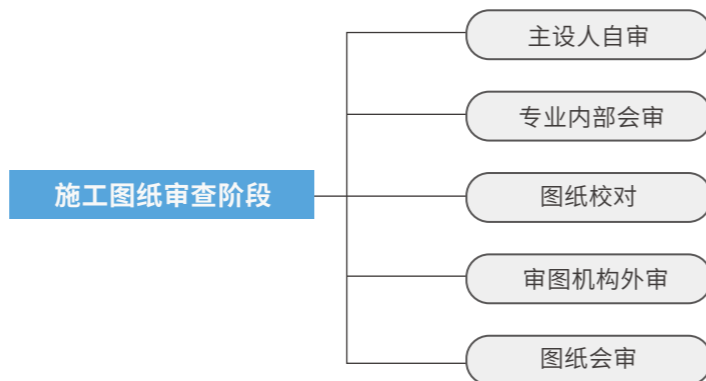 主设人自审
专业内部会审
施工图纸审查阶段
图纸校对
审图机构外审
图纸会审